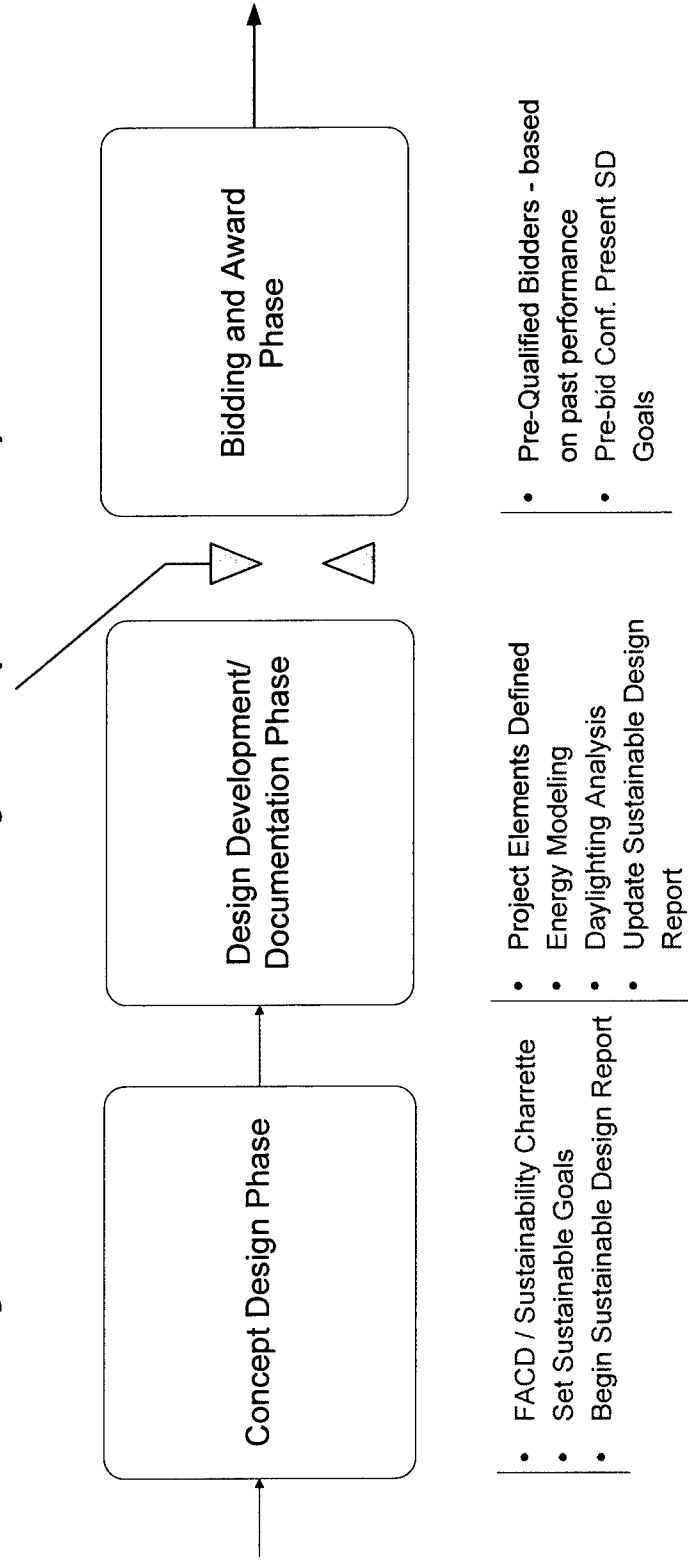 Concept Design Phase
Design Development/
Documentation Phase
Bidding and Award
Phase
• FACD / Sustainability Charrette
• Set Sustainable Goals
• Begin Sustainable Design Report
• Project Elements Defined
• Energy Modeling
• Daylighting Analysis
• Update Sustainable Design
Report
• Pre-Qualified Bidders - based
on past performance
• Pre-bid Conf. Present SD
Goals